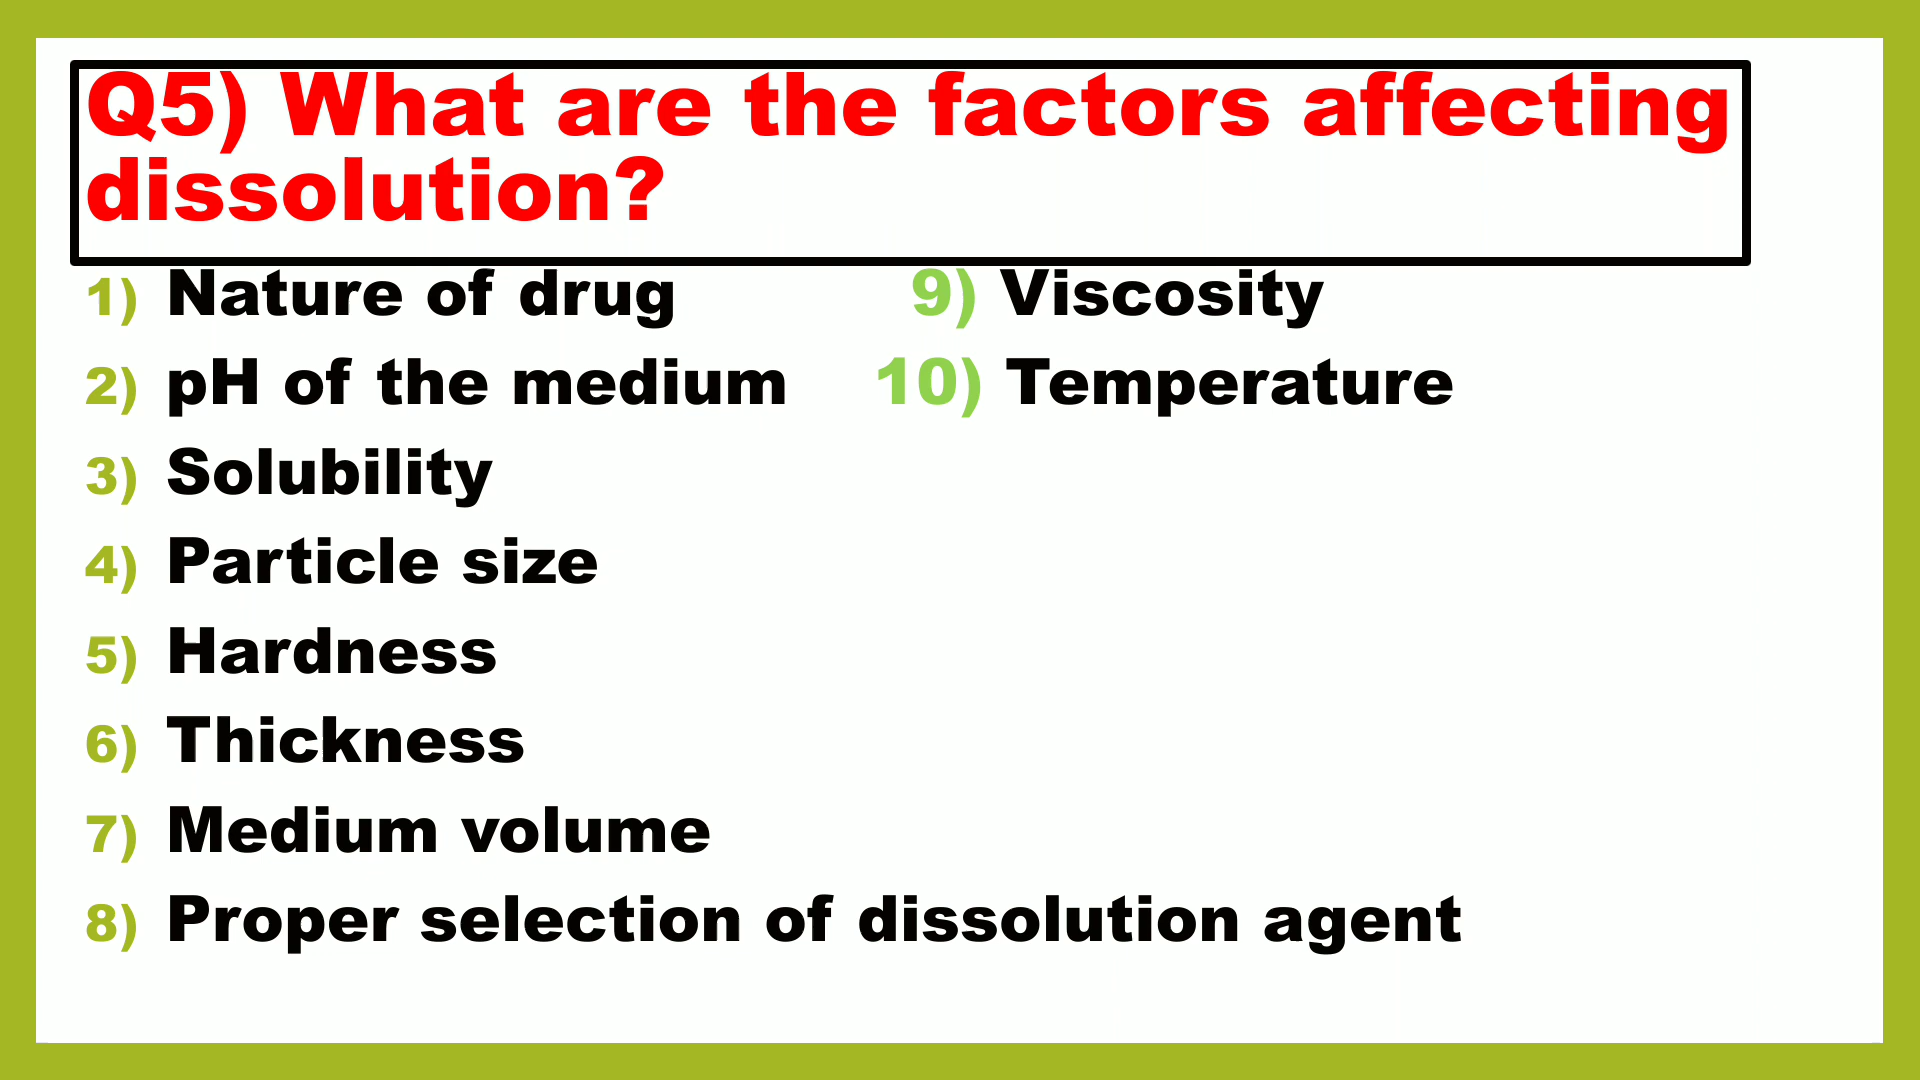 Q5) What are the factors affecting
dissolution?
1) Nature of drug
2) pH of the medium
3) Solubility
4) Particle size
5) Hardness
6) Thickness
7) Medium volume
8) Proper selection of dissolution agent
9) Viscosity
10) Temperature